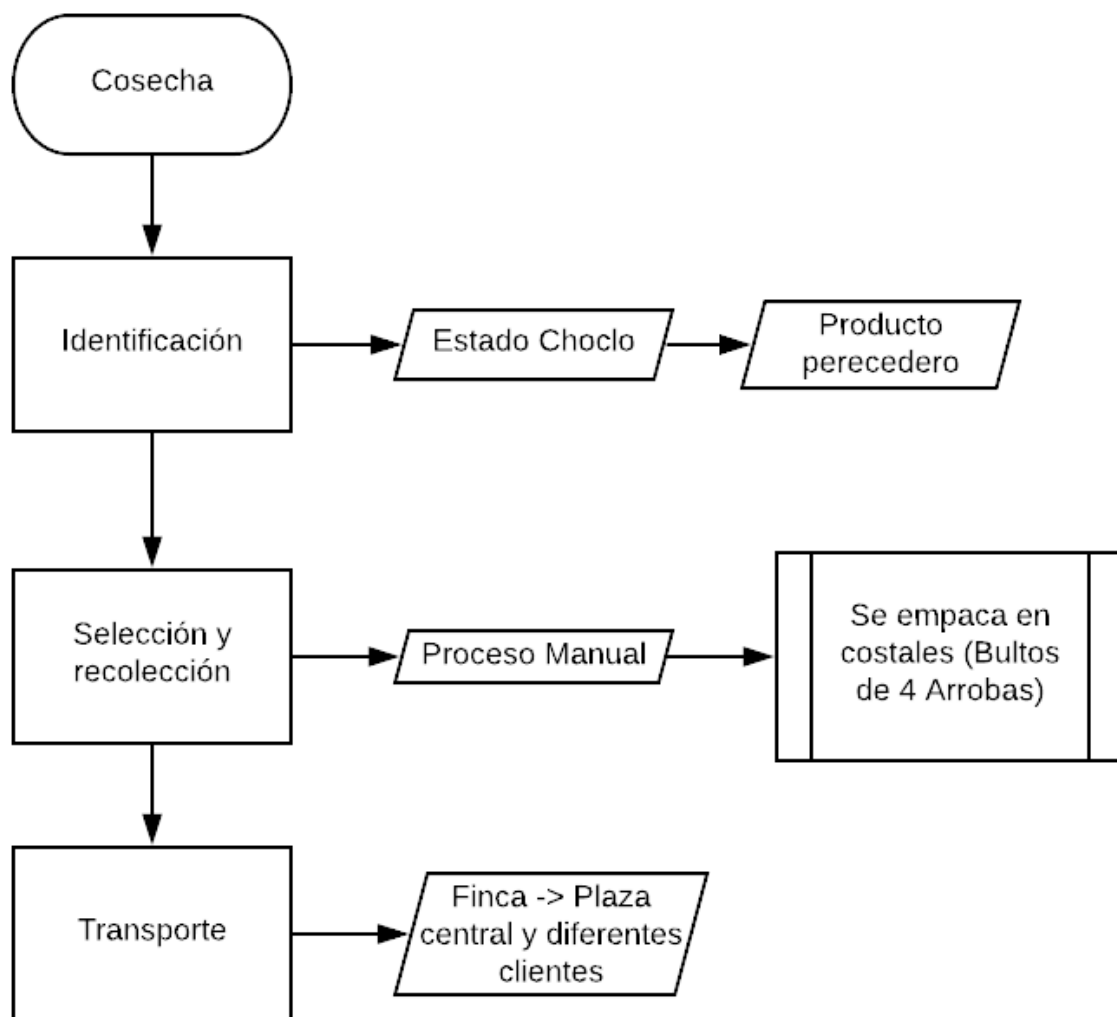 Cosecha
Identificación
Estado Choclo
Producto
perecedero
Selección y
recolección
Proceso Manual
Se empaca en
costales (Bultos
de 4 Arrobas)
Transporte
Finca -> Plaza
central y diferentes
clientes